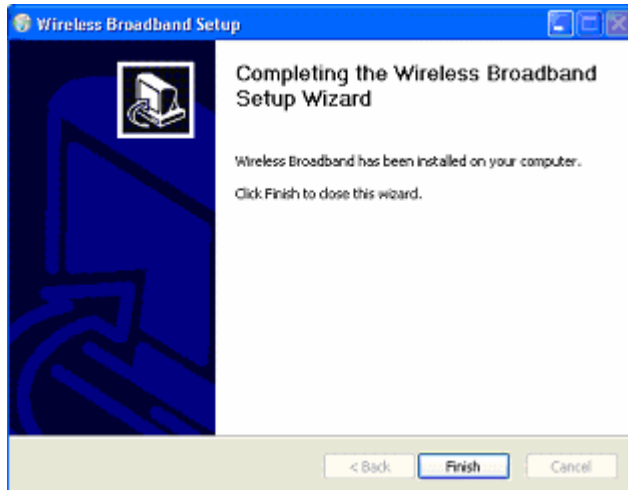 Wireless Broadband Setup
Completing the Wireless Broadband
Setup Wizard
Wireless Broadband has been installed on your computer.
Click Finish to close this wizard.
< Back
Finish
Cancel